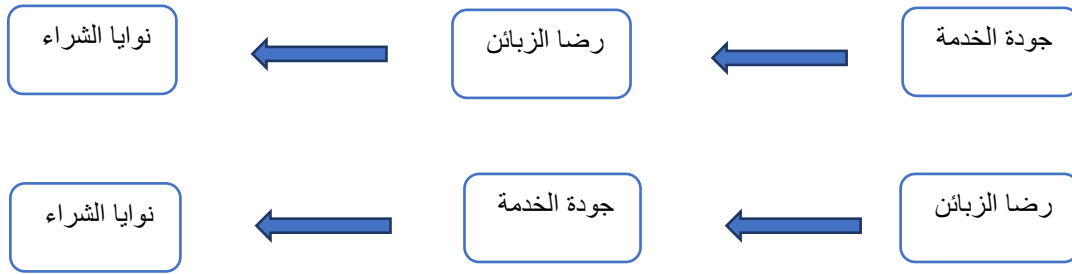 جودة الخدمة
رضا الزبائن
نوايا الشراء
رضا الزبائن
جودة الخدمة
نوايا الشراء